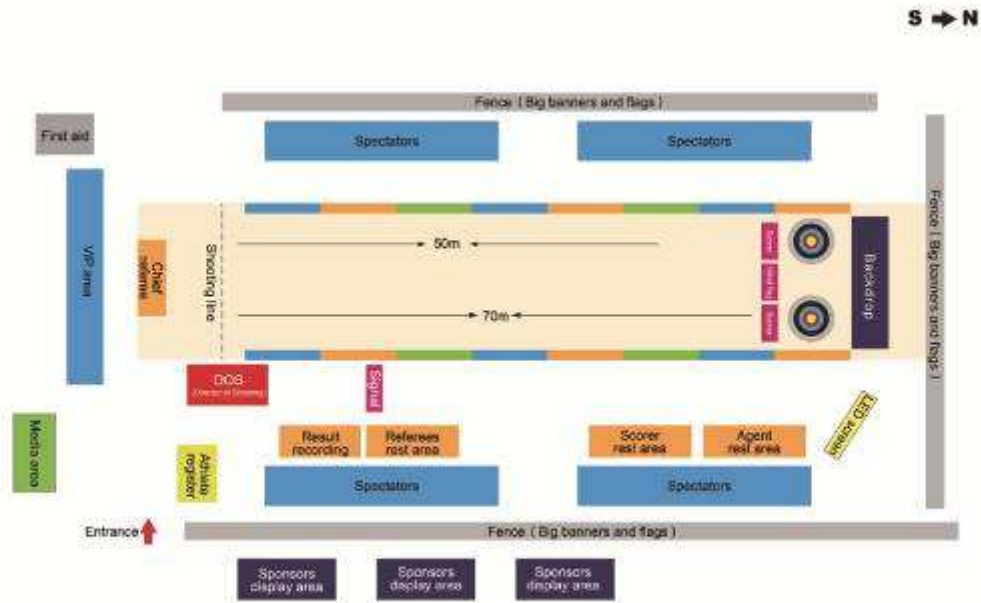 S N
Fence ( Big banners and flags )
First aid
Spectators
Spectators
VIP area
Chief
referee
Shooting line
50m
70m
Backdrop
Fence ( Big banners and flags )
DOS
(Director of Shooting)
Signal
LED screen
Media area
Athlete
register
Result
recording
Referees
rest area
Scorer
rest area
Agent
rest area
Spectators
Spectators
Entrance
Fence ( Big banners and flags )
Sponsors
display area
Sponsors
display area
Sponsors
display area